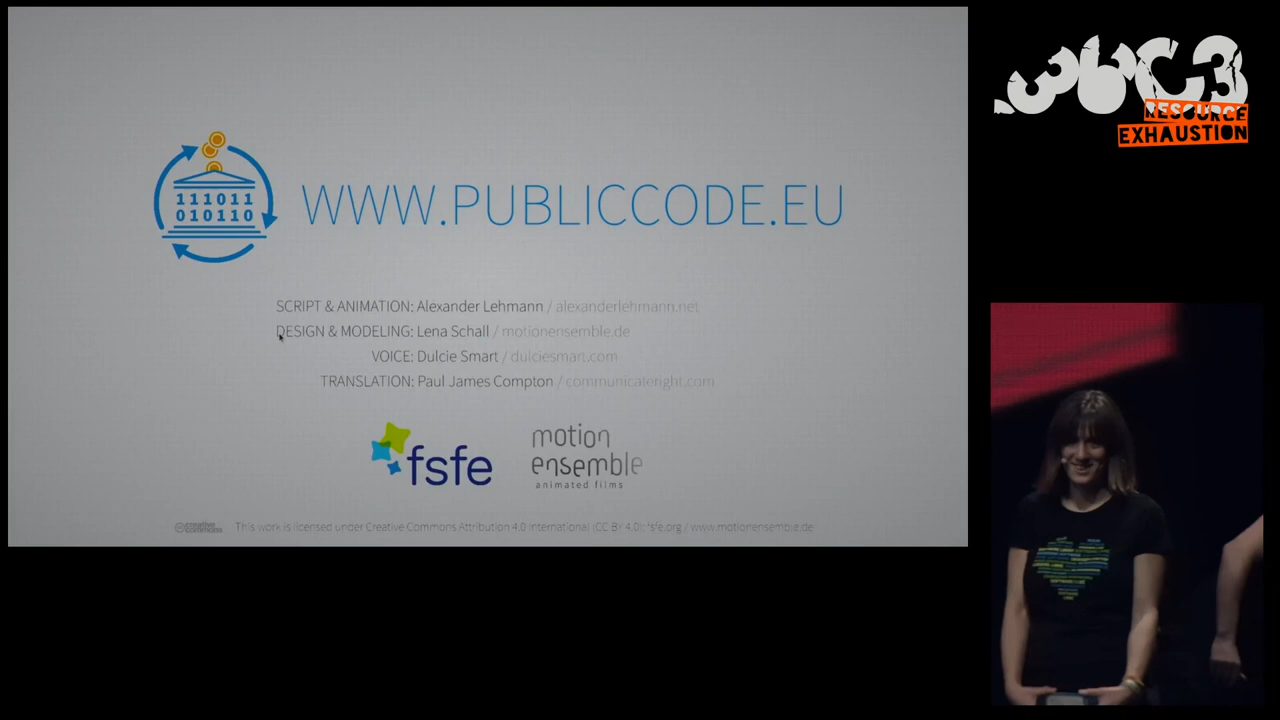 36C3
RESOURCE
EXHAUSTION
111011
010110
WWW.PUBLICCODE.EU
SCRIPT & ANIMATION: Alexander Lehmann / alexanderlehmann.net
DESIGN & MODELING: Lena Schall / motionensemble.de
VOICE: Dulcie Smart / dulciesmart.com
TRANSLATION: Paul James Compton / communicateright.com
fsfe
motion
ensemble
animated films
creative
commons
This work is licensed under Creative Commons Attribution 4.0 International (CC BY 4.0): fsfe.org / www.motionensemble.de